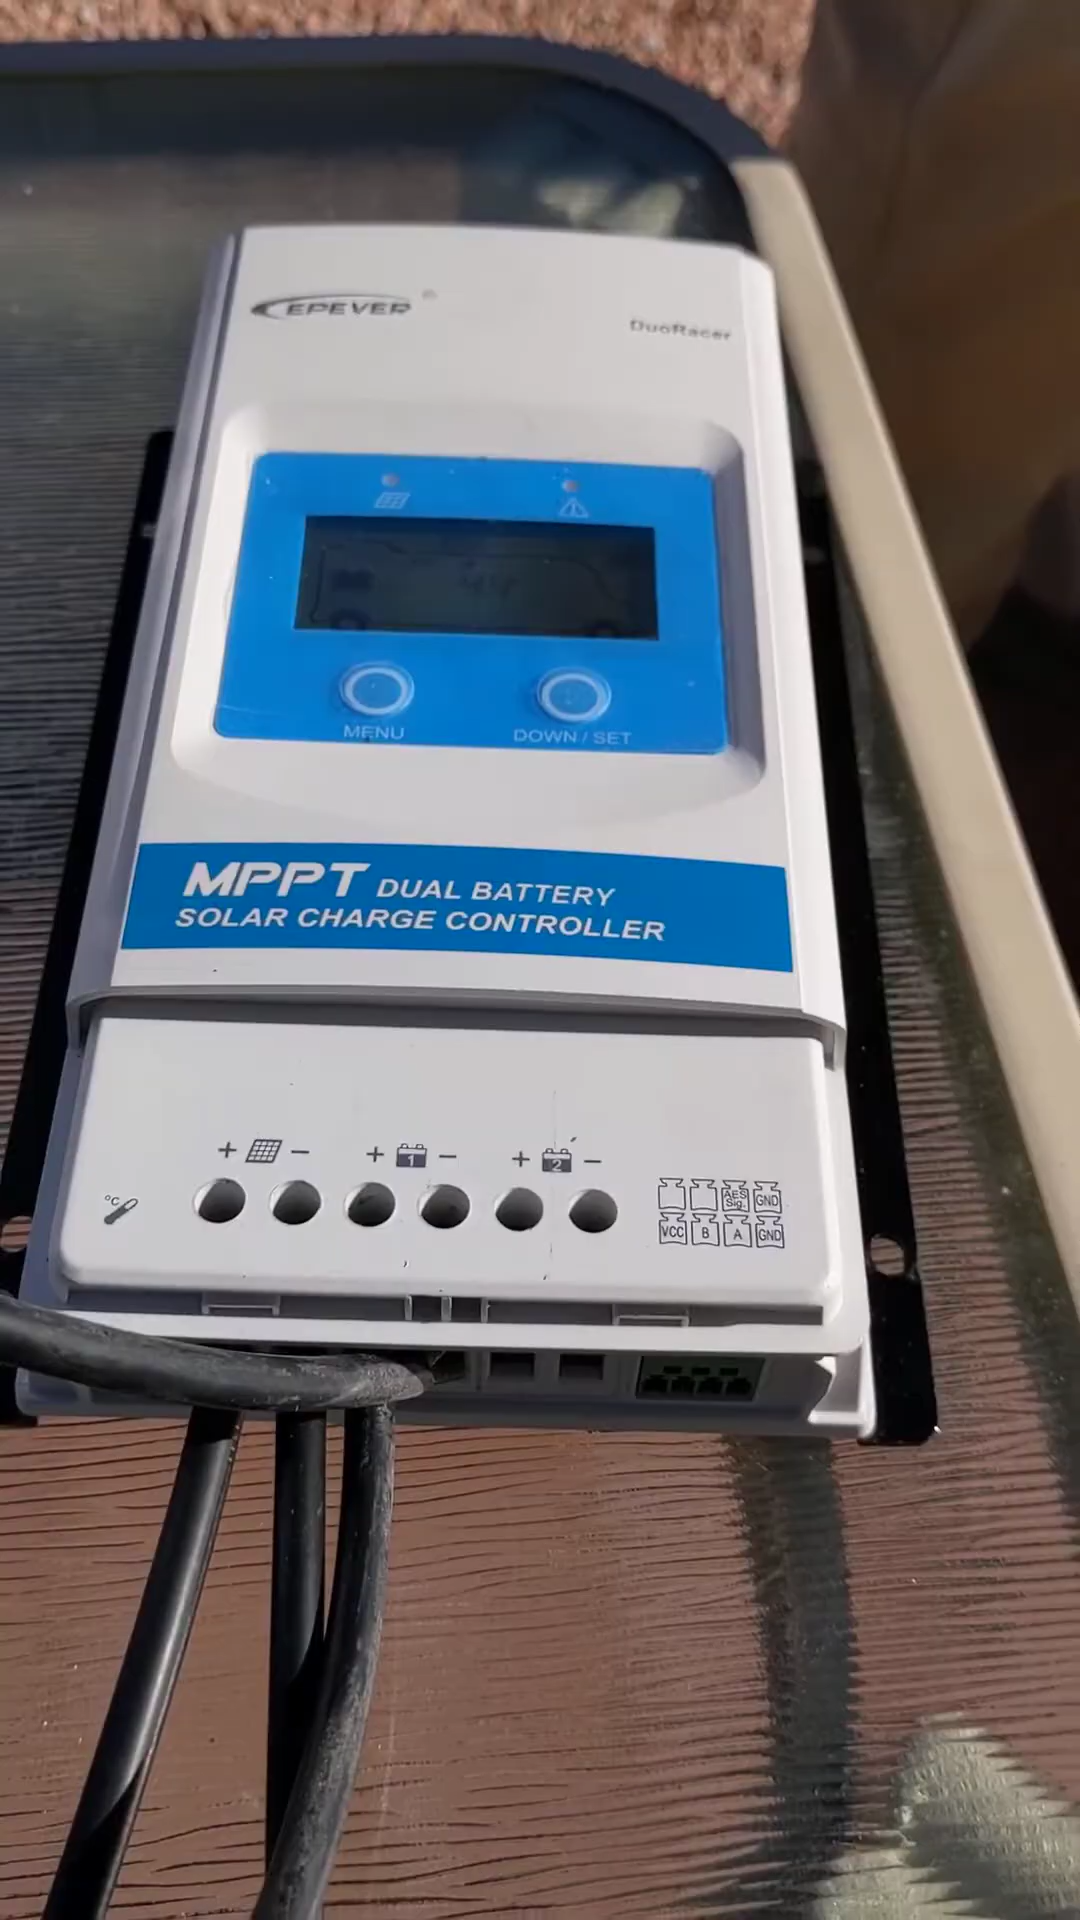 EPEVER
DuoRacer
MENU
DOWN / SET
MPPT DUAL BATTERY
SOLAR CHARGE CONTROLLER
+ - + 1 - + 2 -
°C
AES Sig. GND
VCC B A GND